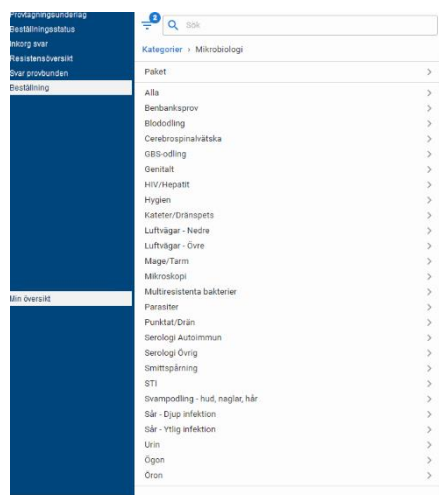 Provtagningsunderlag
Beställningsstatus
Inkorg svar
Resistensöversikt
Svar provbunden
Beställning
Min översikt
2
Sök
Kategorier › Mikrobiologi
Paket
Alla
Benbanksprov
Blododling
Cerebrospinalvätska
GBS-odling
Genitalt
HIV/Hepatit
Hygien
Kateter/Dränspets
Luftvägar - Nedre
Luftvägar - Övre
Mage/Tarm
Mikroskopi
Multiresistenta bakterier
Parasiter
Punktat/Drän
Serologi Autoimmun
Serologi Övrig
Smittspårning
STI
Svampodling - hud, naglar, hår
Sår - Djup infektion
Sår - Ytlig infektion
Urin
Ögon
Öron